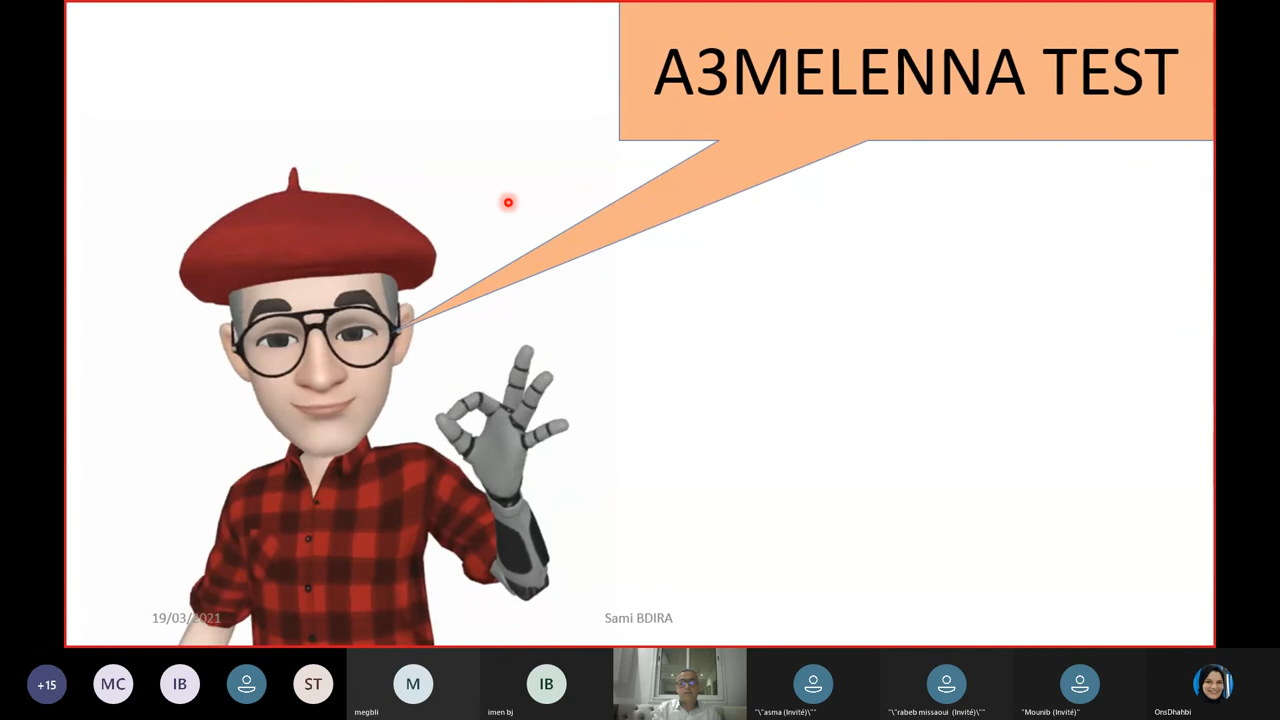 A3MELENNA TEST
19/03/2021
Sami BDIRA
+15
MC
IB
ST
M
megbli
IB
imen bj
"\"asma (Invité)\""
"\"rabeb missaoui (Invité)\""
"Mounib (Invité)"
OnsDhahbi